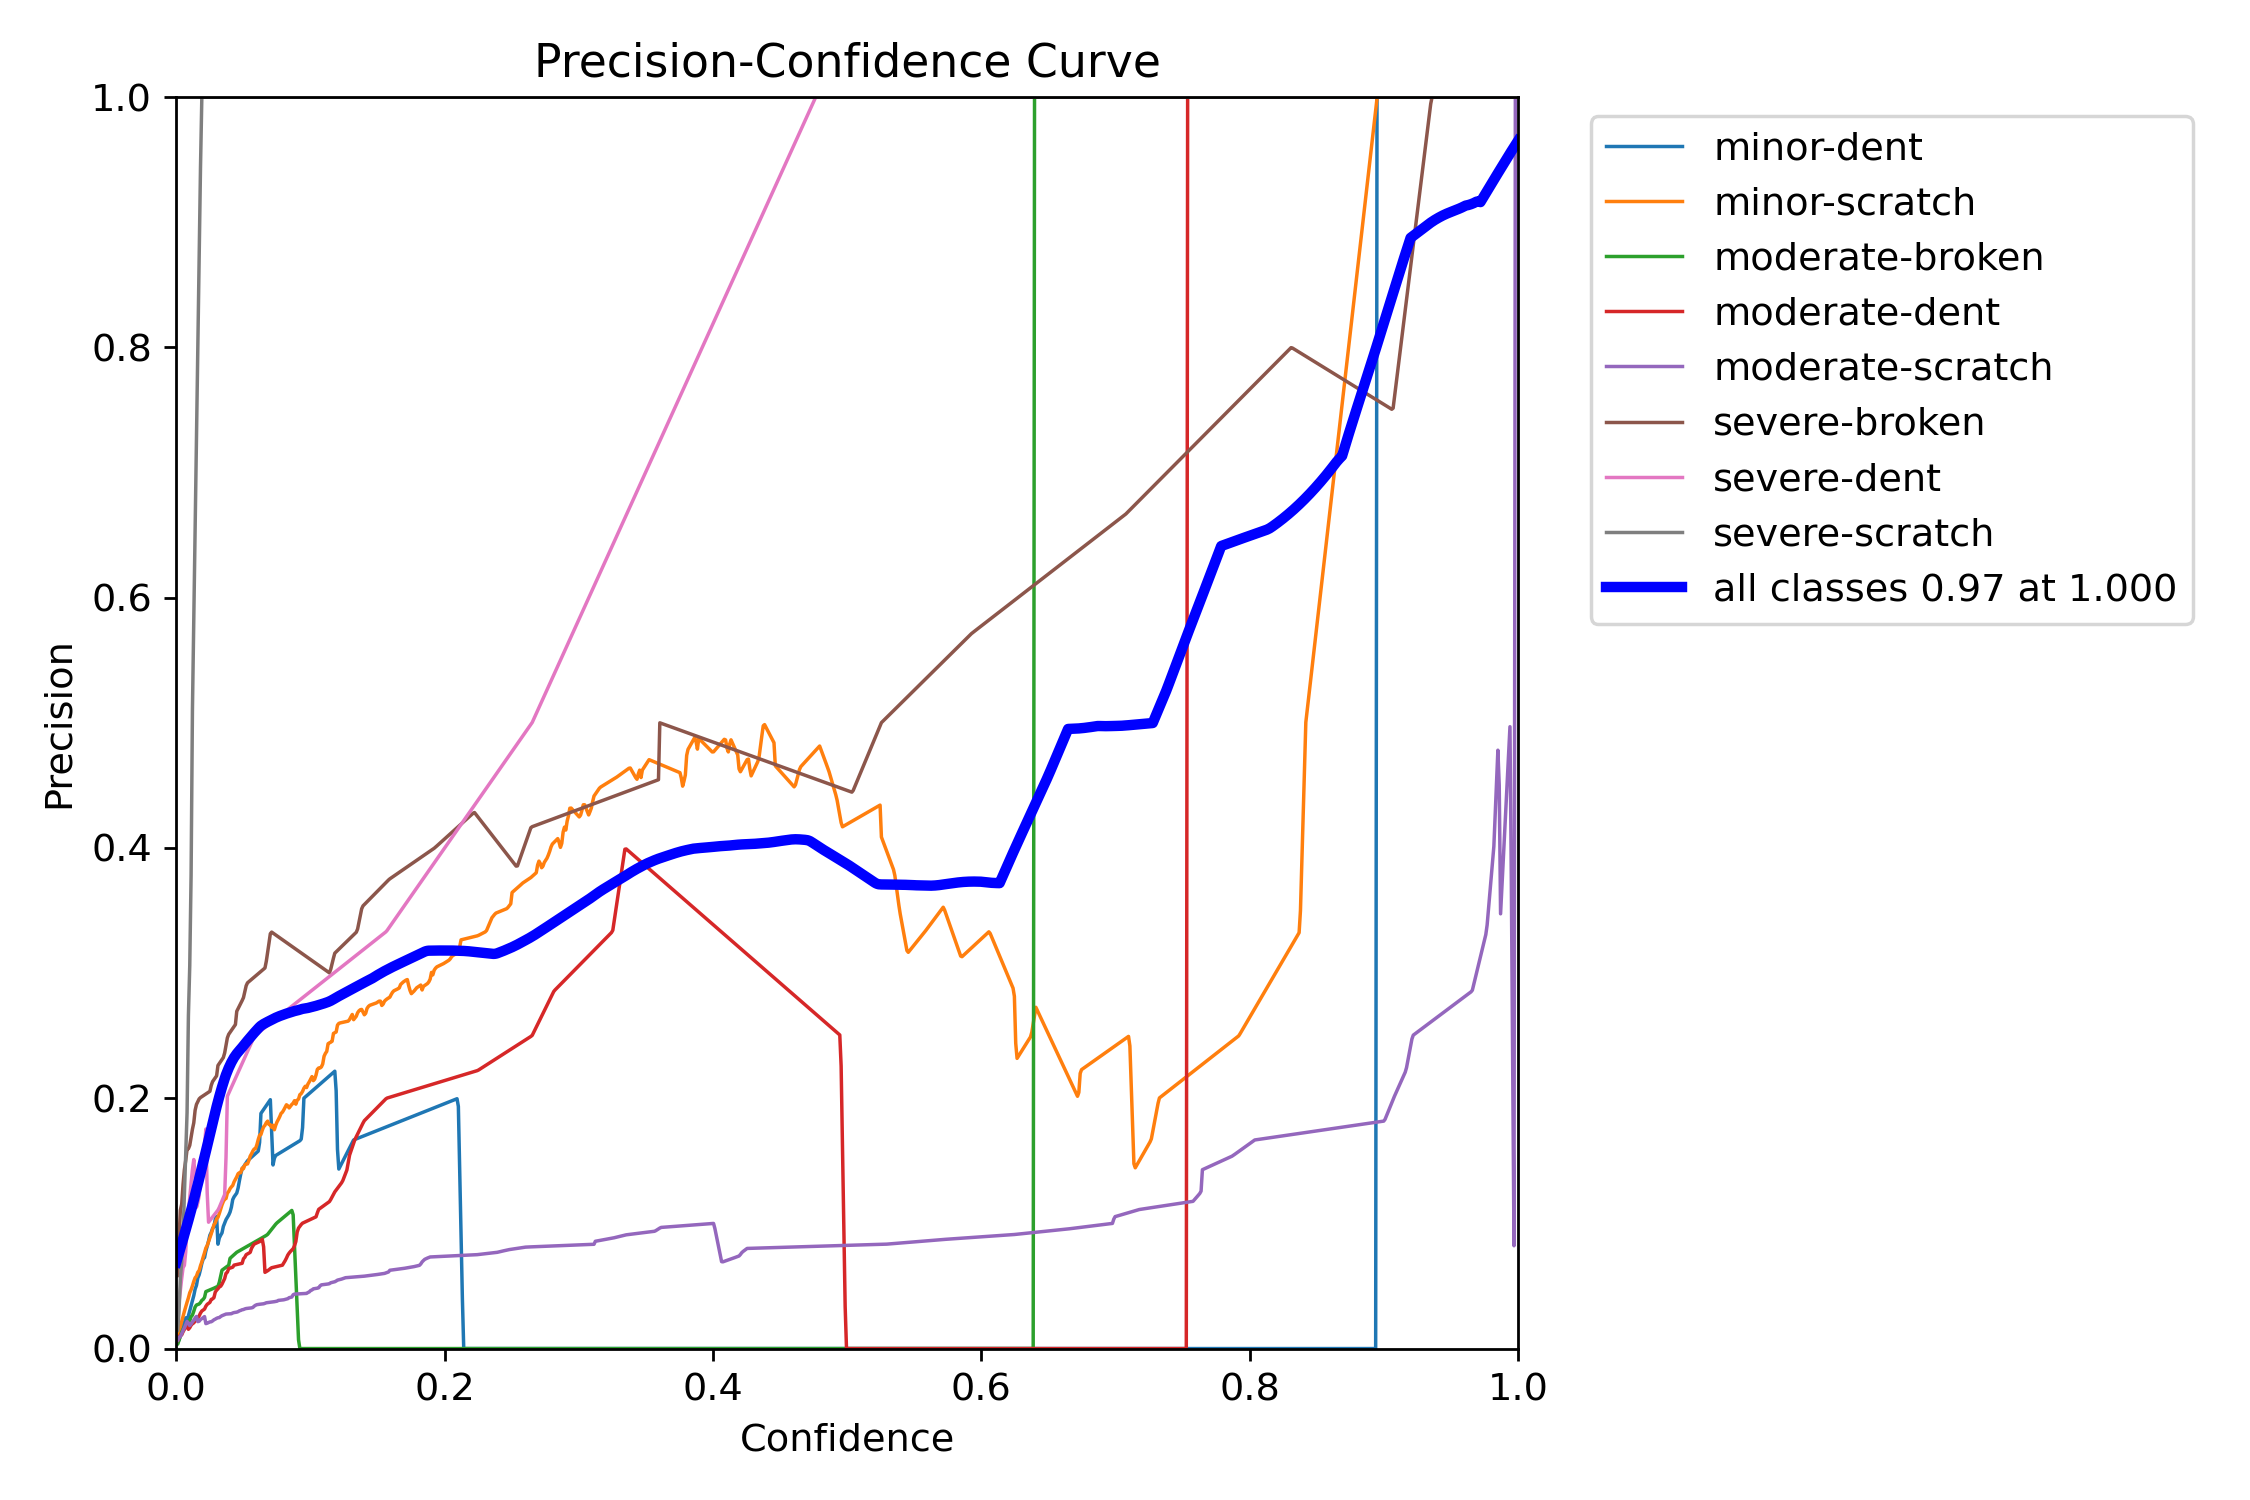 Precision-Confidence Curve
1.0
0.8
0.6
0.4
0.2
0.0
Precision
0.0 0.2 0.4 0.6 0.8 1.0
Confidence
minor-dent
minor-scratch
moderate-broken
moderate-dent
moderate-scratch
severe-broken
severe-dent
severe-scratch
all classes 0.97 at 1.000